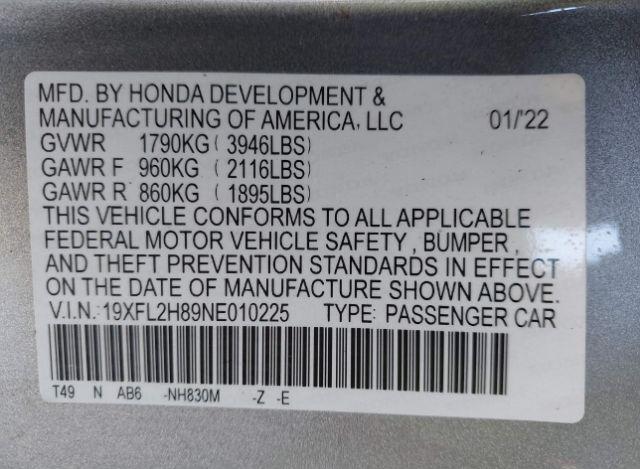 MFD. BY HONDA DEVELOPMENT &
MANUFACTURING OF AMERICA, LLC 01/'22
GVWR 1790KG ( 3946LBS)
GAWR F 960KG ( 2116LBS)
GAWR R 860KG ( 1895LBS)
THIS VEHICLE CONFORMS TO ALL APPLICABLE
FEDERAL MOTOR VEHICLE SAFETY , BUMPER ,
AND THEFT PREVENTION STANDARDS IN EFFECT
ON THE DATE OF MANUFACTURE SHOWN ABOVE.
V.I.N.: 19XFL2H89NE010225 TYPE: PASSENGER CAR
T49 N AB6 -NH830M -Z -E